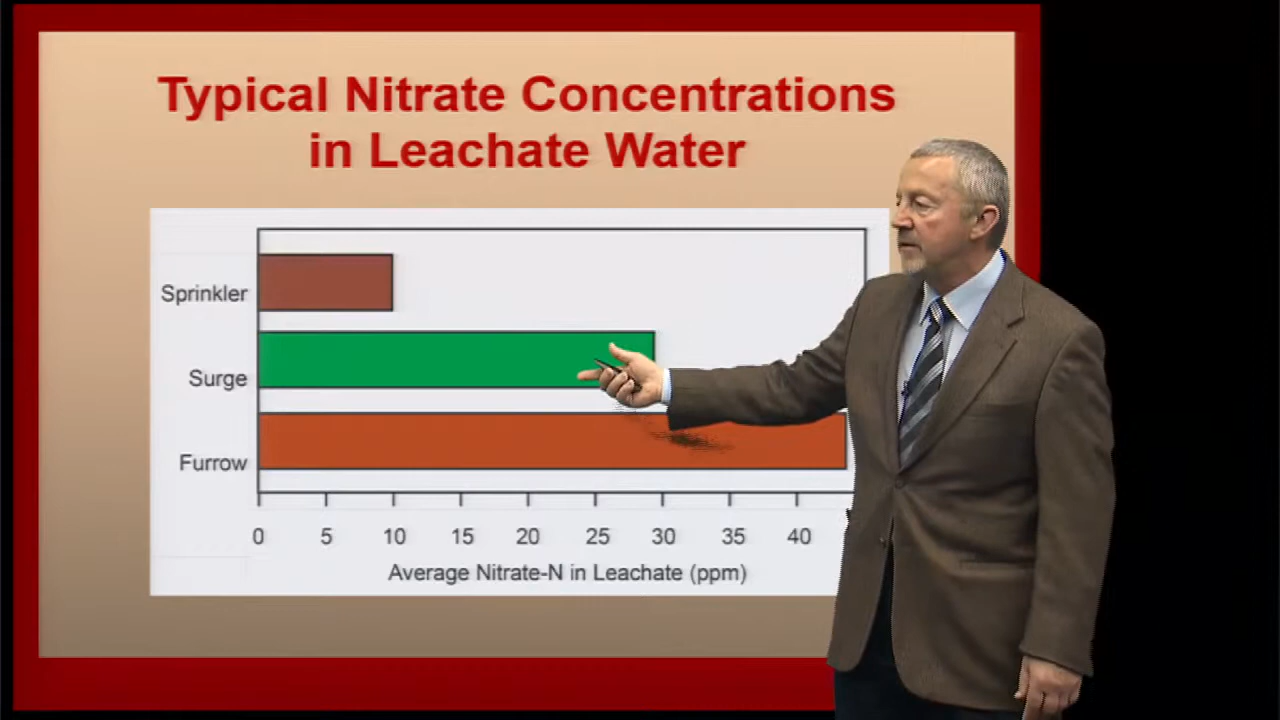 Typical Nitrate Concentrations
in Leachate Water
Sprinkler
Surge
Furrow
0 5 10 15 20 25 30 35 40
Average Nitrate-N in Leachate (ppm)